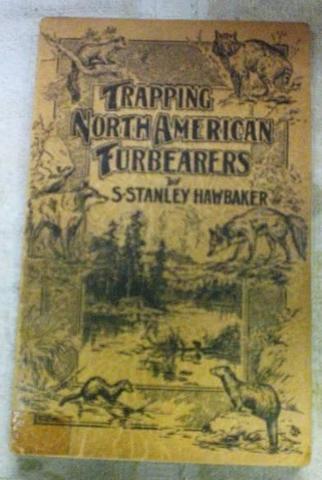 TRAPPING
NORTH AMERICAN
FURBEARERS
by
S. STANLEY HAWBAKER